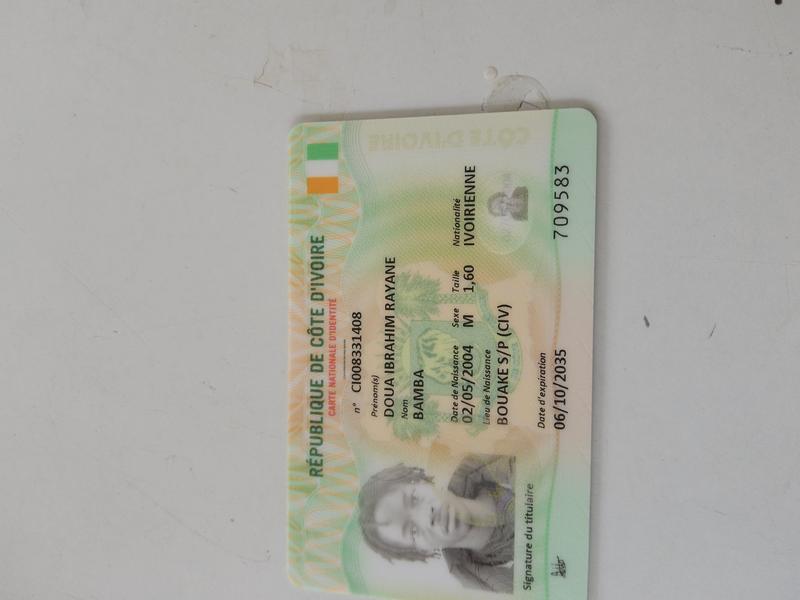 RÉPUBLIQUE DE CÔTE D'IVOIRE
CARTE NATIONALE D'IDENTITÉ
n° CI008331408
Prénom(s)
DOUA IBRAHIM RAYANE
Nom
BAMBA
Date de Naissance Sexe Taille Nationalité
02/05/2004 M 1,60 IVOIRIENNE
Lieu de Naissance
BOUAKE S/P (CIV)
Date d'expiration
06/10/2035
709583
Signature du titulaire
CÔTE D'IVOIRE